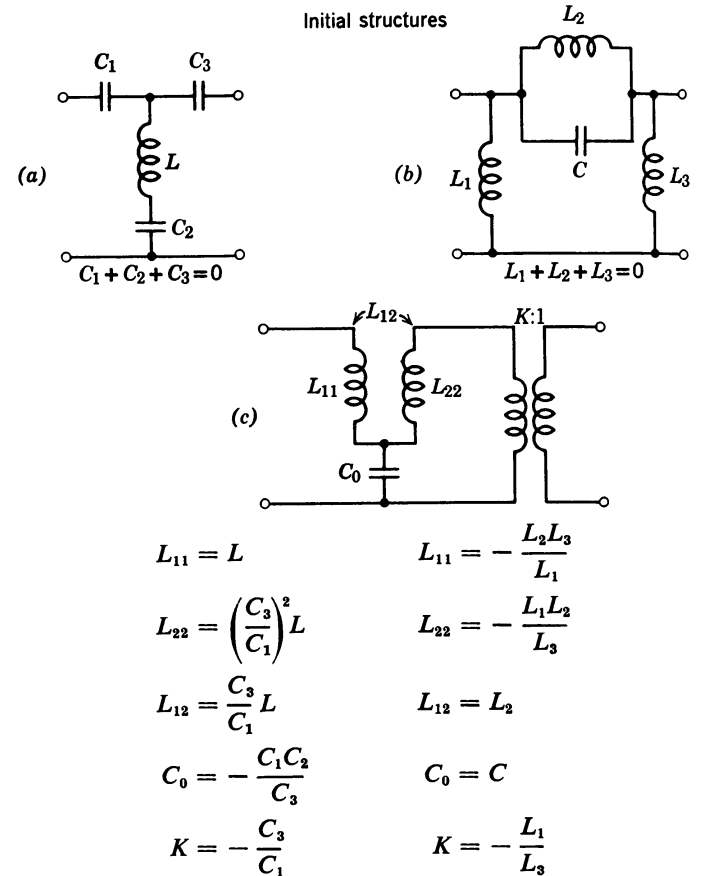 Initial structures
C₁ C₃
L
C₂
(a)
C₁ + C₂ + C₃ = 0
L₂
C
L₁ L₃
(b)
L₁ + L₂ + L₃ = 0
L₁₂ K:1
L₁₁ L₂₂
(c)
C₀
L₁₁ = L L₁₁ = − L₂L₃ / L₁
L₂₂ = (C₃ / C₁)² L L₂₂ = − L₁L₂ / L₃
L₁₂ = C₃ / C₁ L L₁₂ = L₂
C₀ = − C₁C₂ / C₃ C₀ = C
K = − C₃ / C₁ K = − L₁ / L₃